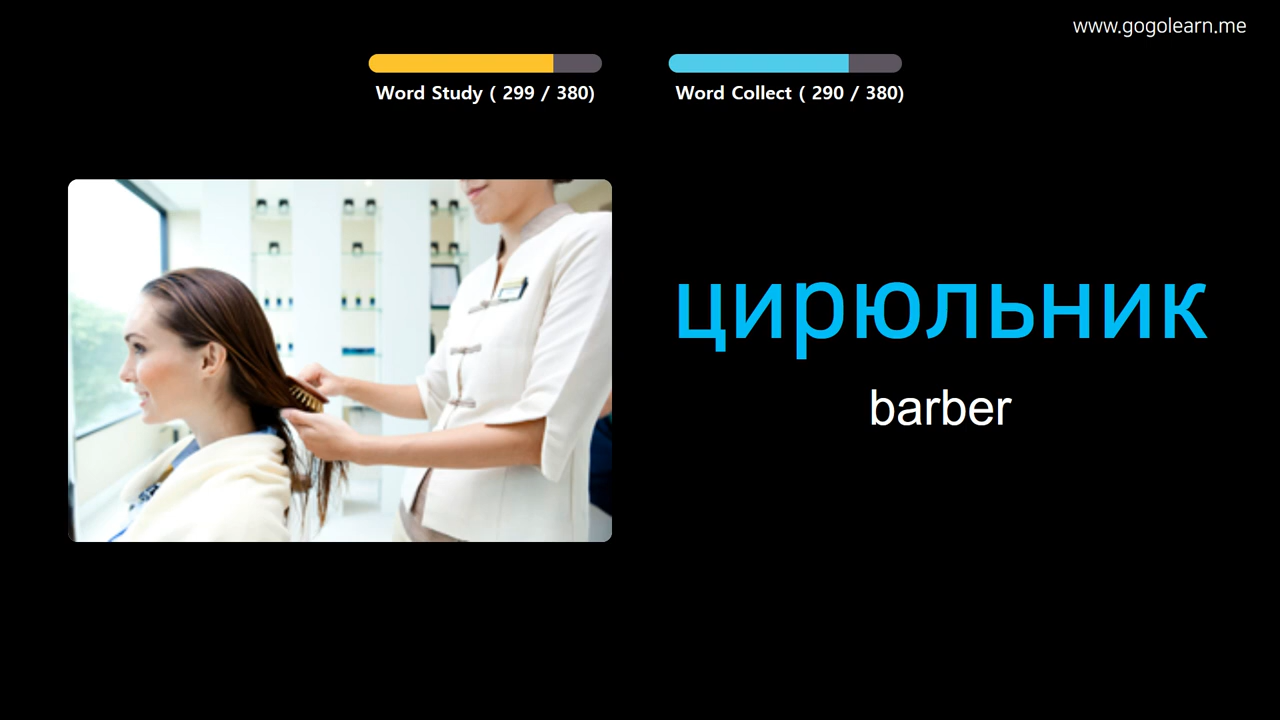 www.gogolearn.me
Word Study ( 299 / 380)
Word Collect ( 290 / 380)
цирюльник
barber